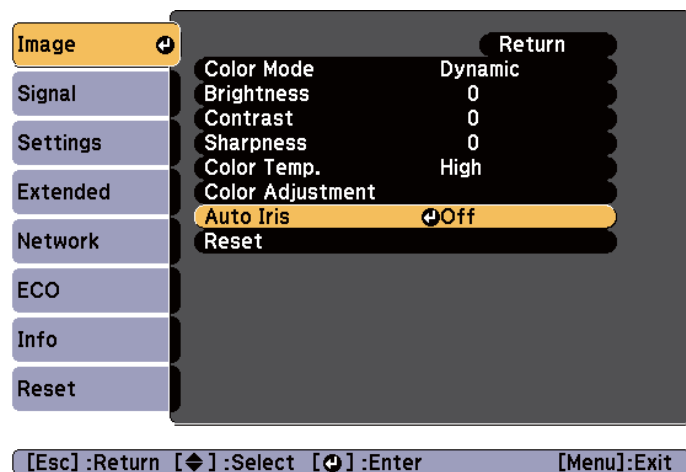 Image
Signal
Settings
Extended
Network
ECO
Info
Reset
Return
Color Mode Dynamic
Brightness 0
Contrast 0
Sharpness 0
Color Temp. High
Color Adjustment
Auto Iris Off
Reset
[Esc] :Return [◆] :Select [↵] :Enter [Menu]:Exit